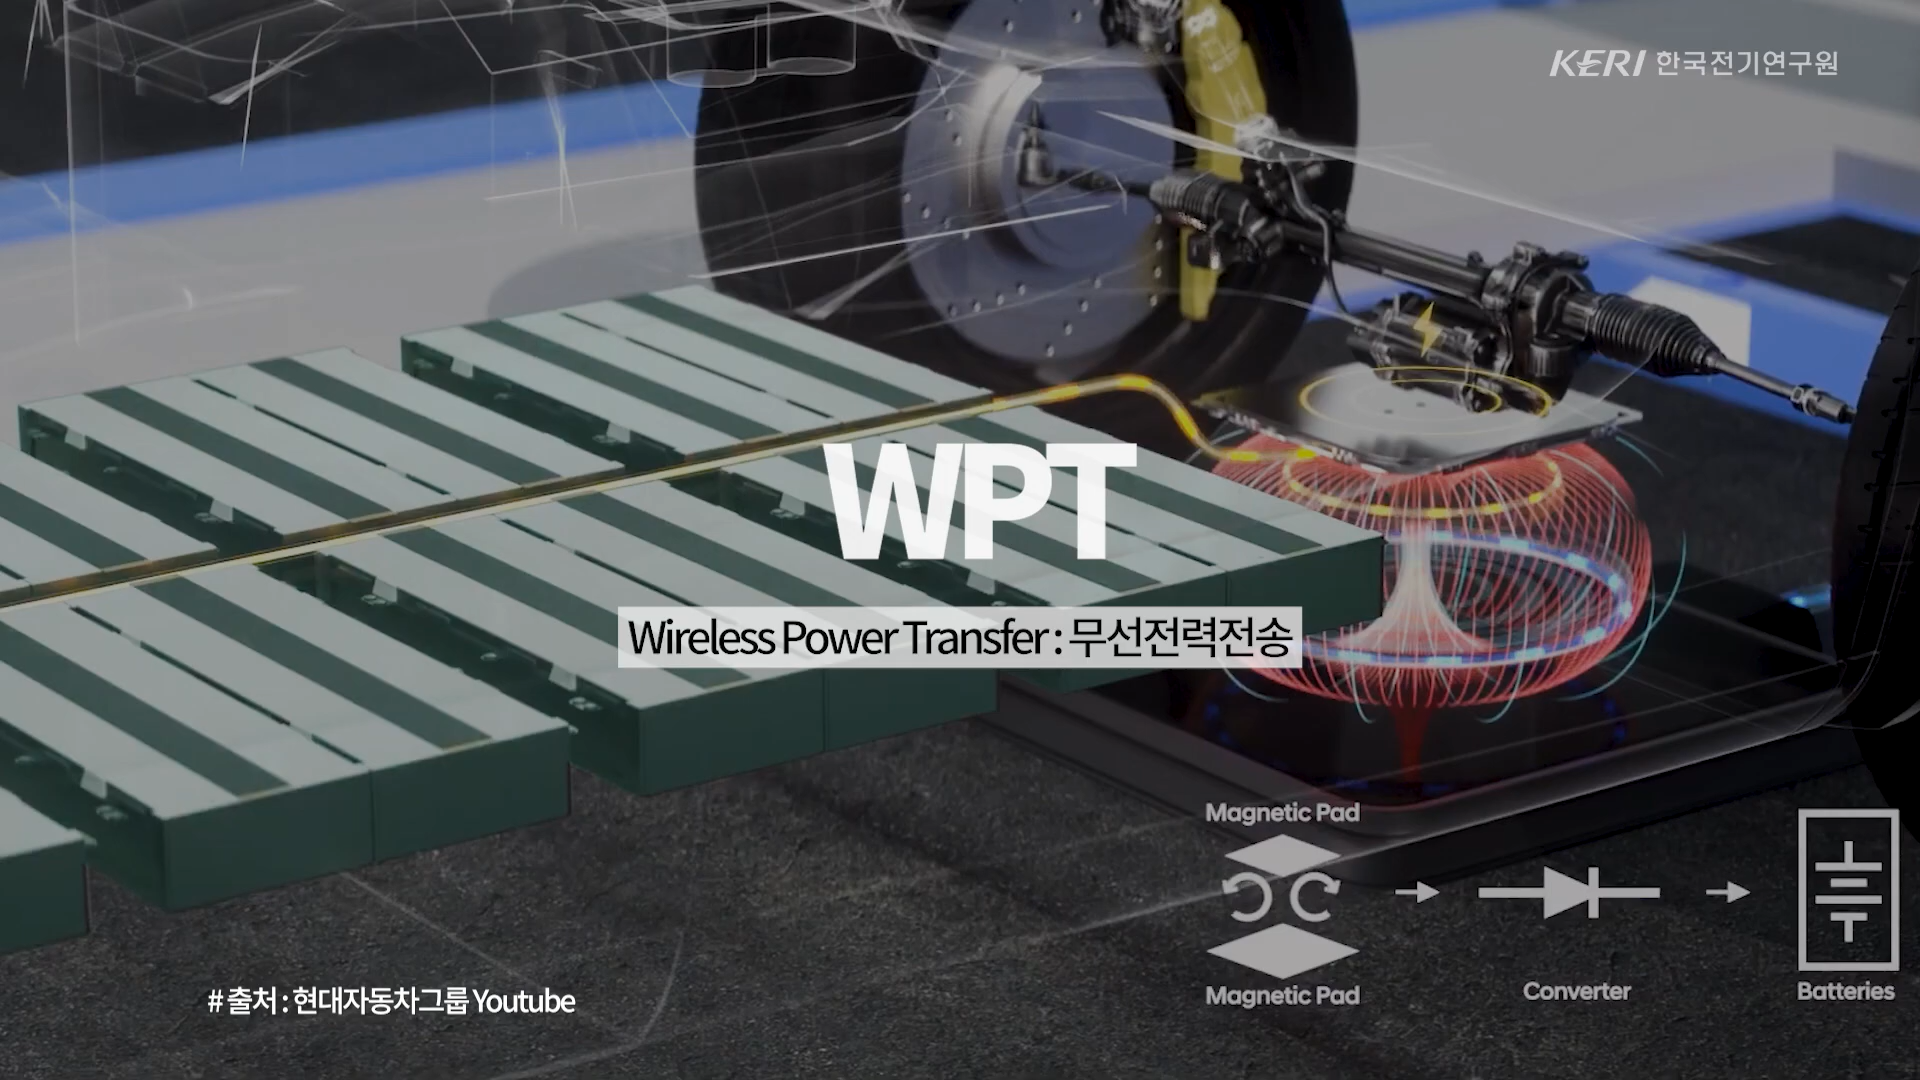 KERI 한국전기연구원
WPT
Wireless Power Transfer : 무선전력전송
Magnetic Pad
Magnetic Pad
Converter
Batteries
# 출처 : 현대자동차그룹 Youtube